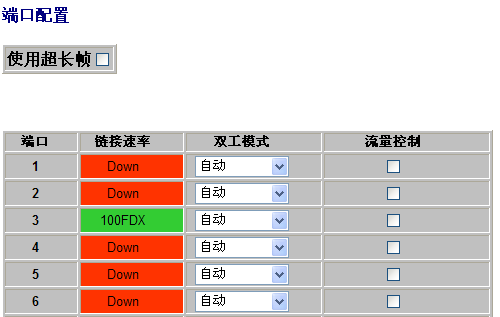 端口配置
使用超长帧
端口 链接速率 双工模式 流量控制
1 Down 自动
2 Down 自动
3 100FDX 自动
4 Down 自动
5 Down 自动
6 Down 自动